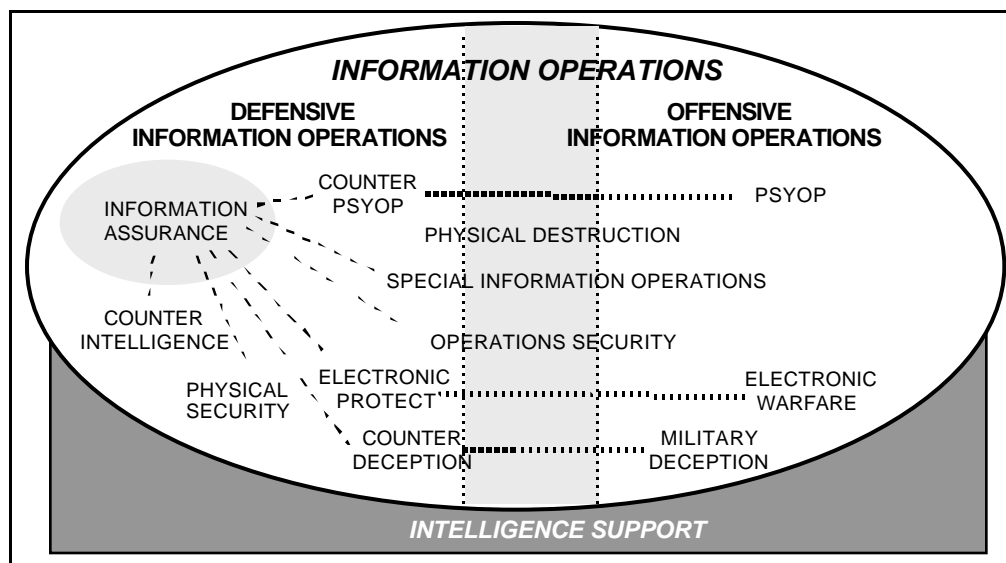 INFORMATION OPERATIONS
DEFENSIVE
INFORMATION OPERATIONS
OFFENSIVE
INFORMATION OPERATIONS
INFORMATION
ASSURANCE
COUNTER
PSYOP
PSYOP
PHYSICAL DESTRUCTION
SPECIAL INFORMATION OPERATIONS
COUNTER
INTELLIGENCE
OPERATIONS SECURITY
PHYSICAL
SECURITY
ELECTRONIC
PROTECT
ELECTRONIC
WARFARE
COUNTER
DECEPTION
MILITARY
DECEPTION
INTELLIGENCE SUPPORT